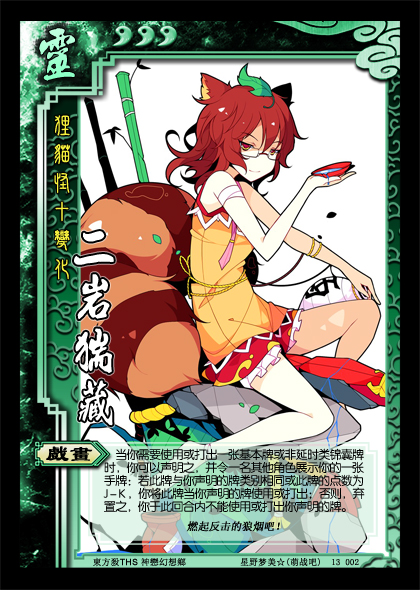 靈
狸貓怪十變化
二岩猯藏
戲畫
当你需要使用或打出一张基本牌或非延时类锦囊牌
时，你可以声明之，并令一名其他角色展示你的一张
手牌：若此牌与你声明的牌类别相同或此牌的点数为
J-K，你将此牌当你声明的牌使用或打出；否则，弃
置之，你于此回合内不能使用或打出你声明的牌。
燃起反击的狼烟吧！
東方殺THS 神戀幻想鄉
星野梦美☆(萌战吧) 13 002